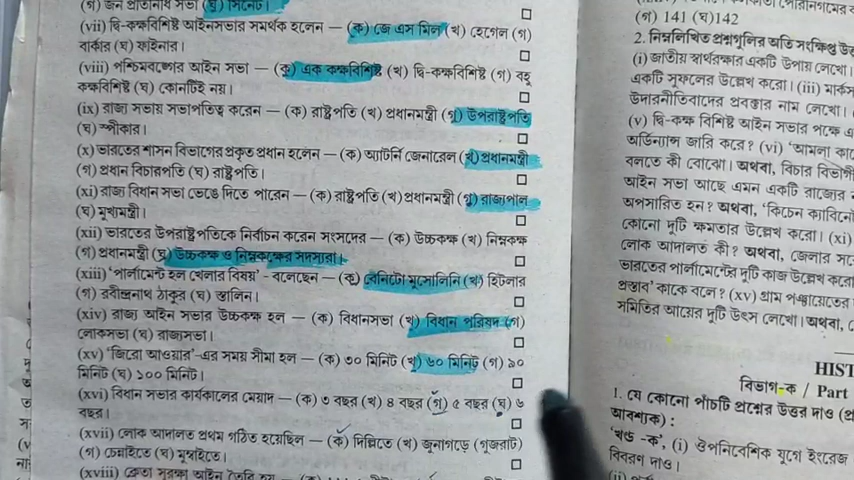 (গ) জন প্রতিনিধি সভা (ঘ) সিনেট।
(vii) দ্বি-কক্ষবিশিষ্ট আইনসভার সমর্থক হলেন — (ক) জে এস মিল (খ) হেগেল (গ)
বার্কার (ঘ) ফাইনার।
(viii) পশ্চিমবঙ্গের আইন সভা — (ক) এক কক্ষবিশিষ্ট (খ) দ্বি-কক্ষবিশিষ্ট (গ) বহু
কক্ষবিশিষ্ট (ঘ) কোনটিই নয়।
(ix) রাজ্য সভায় সভাপতিত্ব করেন — (ক) রাষ্ট্রপতি (খ) প্রধানমন্ত্রী (গ) উপরাষ্ট্রপতি
(ঘ) স্পীকার।
(x) ভারতের শাসন বিভাগের প্রকৃত প্রধান হলেন — (ক) অ্যাটর্নি জেনারেল (খ) প্রধানমন্ত্রী
(গ) প্রধান বিচারপতি (ঘ) রাষ্ট্রপতি।
(xi) রাজ্য বিধান সভা ভেঙে দিতে পারেন — (ক) রাষ্ট্রপতি (খ) প্রধানমন্ত্রী (গ) রাজ্যপাল
(ঘ) মুখ্যমন্ত্রী।
(xii) ভারতের উপরাষ্ট্রপতিকে নির্বাচন করেন সংসদের — (ক) উচ্চকক্ষ (খ) নিম্নকক্ষ
(গ) প্রধানমন্ত্রী (ঘ) উচ্চকক্ষ ও নিম্নকক্ষের সদস্যরা।
(xiii) 'পার্লামেন্ট হল খেলার বিষয়' - বলেছেন — (ক) বেনিটো মুসোলিনি (খ) হিটলার
(গ) রবীন্দ্রনাথ ঠাকুর (ঘ) স্তালিন।
(xiv) রাজ্য আইন সভার উচ্চকক্ষ হল — (ক) বিধানসভা (খ) বিধান পরিষদ (গ)
লোকসভা (ঘ) রাজ্যসভা।
(xv) 'জিরো আওয়ার'-এর সময় সীমা হল — (ক) ৩০ মিনিট (খ) ৬০ মিনিট (গ) ৯০
মিনিট (ঘ) ১০০ মিনিট।
(xvi) বিধান সভার কার্যকালের মেয়াদ — (ক) ৩ বছর (খ) ৪ বছর (গ) ৫ বছর (ঘ) ৬
বছর।
(xvii) লোক আদালত প্রথম গঠিত হয়েছিল — (ক) দিল্লিতে (খ) জুনাগড়ে (গুজরাট)
(গ) চেন্নাইতে (ঘ) মুম্বাইতে।
(xviii) ক্রেতা সুরক্ষা আইন তৈরি হয়
(গ) 141 (ঘ)142
2. নিম্নলিখিত প্রশ্নগুলির অতি সংক্ষিপ্ত
(i) জাতীয় স্বার্থরক্ষার একটি উপায় লেখো।
একটি সুফলের উল্লেখ করো। (iii)
উদারনীতিবাদের প্রবক্তার নাম লেখো।
(v) দ্বি-কক্ষ বিশিষ্ট আইন সভার পক্ষে
অর্ডিন্যান্স জারি করে? (vi) 'আমলা
বলতে কী বোঝো। অথবা, বিচার
আইন সভা আছে এমন একটি রাজ্যের
অপসারিত হন? অথবা, 'কিচেন
কোনো দুটি ক্ষমতার উল্লেখ করো। (xi)
লোক আদালত কী? অথবা, জেলার
ভারতের পার্লামেন্টের দুটি কাজ উল্লেখ
প্রস্তাব' কাকে বলে? (xv) গ্রাম পঞ্চায়েতের
সমিতির আয়ের দুটি উৎস লেখো। অথবা,
HIST
বিভাগ-ক / Part
1. যে কোনো পাঁচটি প্রশ্নের উত্তর দাও
আবশ্যক) :
'খণ্ড -ক', (i) ঔপনিবেশিক যুগে ইংরেজ
বিবরণ দাও।